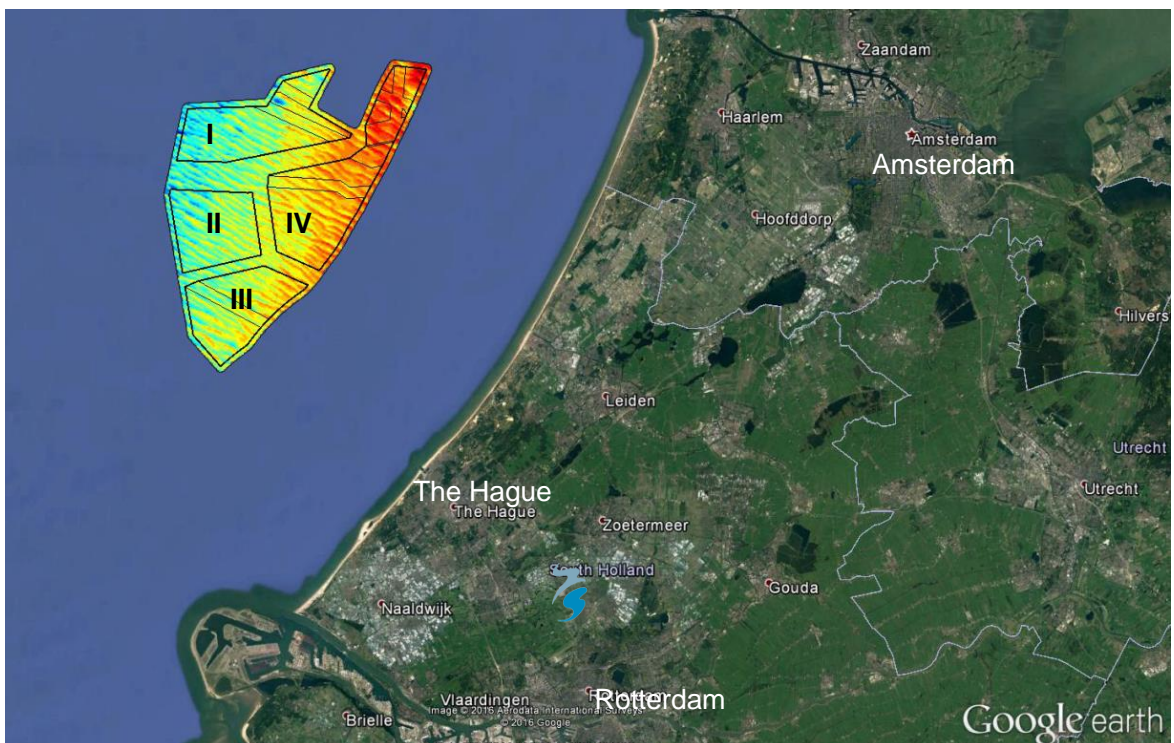 Zaandam
Haarlem
I
Amsterdam
Amsterdam
II
IV
Hoofddorp
III
Hilvers
Leiden
Utrecht
The Hague
The Hague
Utrecht
Zoetermeer
South Holland
Gouda
Naaldwijk
Rotterdam
Rotterdam
Vlaardingen
Image © 2016 Aerodata International Surveys
Brielle
© 2016 Google
Google earth